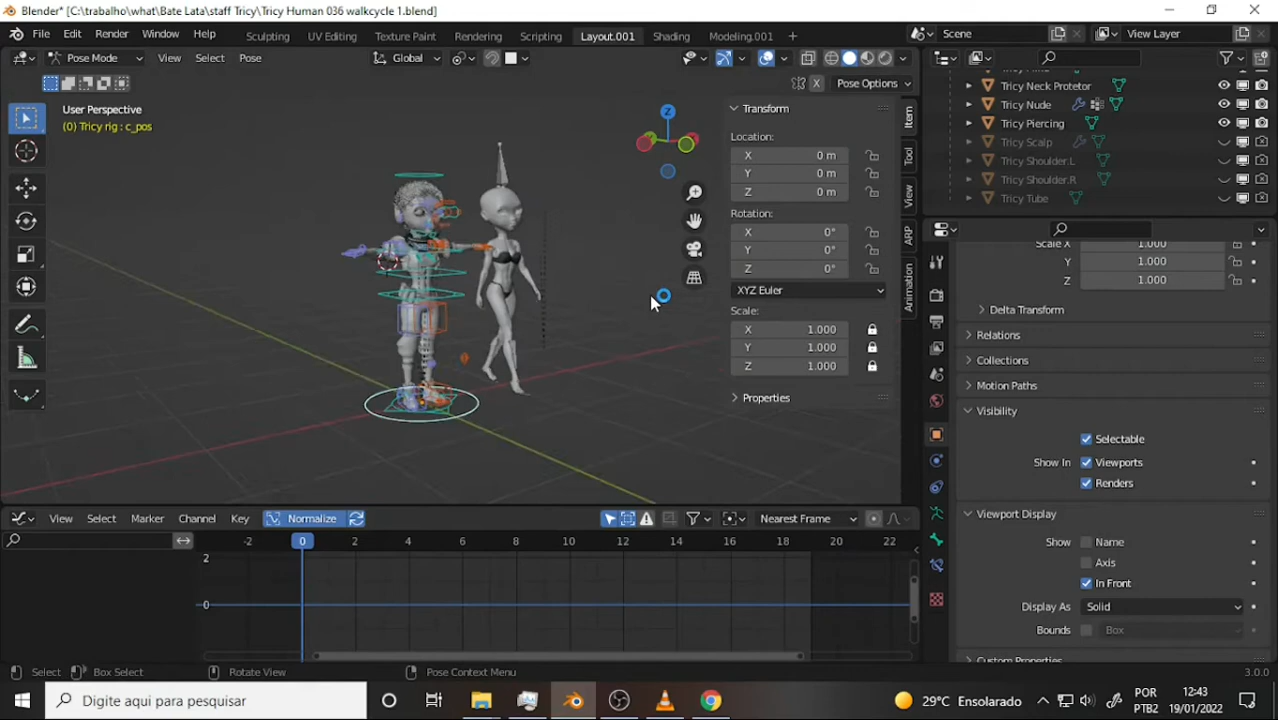 Blender* [C:\trabalho\what\Bate Lata\staff Tricy\Tricy Human 036 walkcycle 1.blend]
File Edit Render Window Help Sculpting UV Editing Texture Paint Rendering Scripting Layout.001 Shading Modeling.001 + Scene View Layer
Pose Mode View Select Pose Global
X Pose Options
User Perspective
(0) Tricy rig : c_pos
Z
Transform
Location:
X 0 m
Y 0 m
Z 0 m
Rotation:
X 0°
Y 0°
Z 0°
XYZ Euler
Scale:
X 1.000
Y 1.000
Z 1.000
Properties
Item
Tool
View
ARP
Animation
Tricy Neck Protetor
Tricy Nude
Tricy Piercing
Tricy Scalp
Tricy Shoulder.L
Tricy Shoulder.R
Tricy Tube
Scale X 1.000
Y 1.000
Z 1.000
Delta Transform
Relations
Collections
Motion Paths
Visibility
Selectable
Show In Viewports
Renders
Viewport Display
Show Name
Axis
In Front
Display As Solid
Bounds Box
Custom Properties
View Select Marker Channel Key Normalize Nearest Frame
-2 0 2 4 6 8 10 12 14 16 18 20 22
2
0
Select Box Select Rotate View Pose Context Menu 3.0.0
Digite aqui para pesquisar 29°C Ensolarado POR 12:43
PTB2 19/01/2022